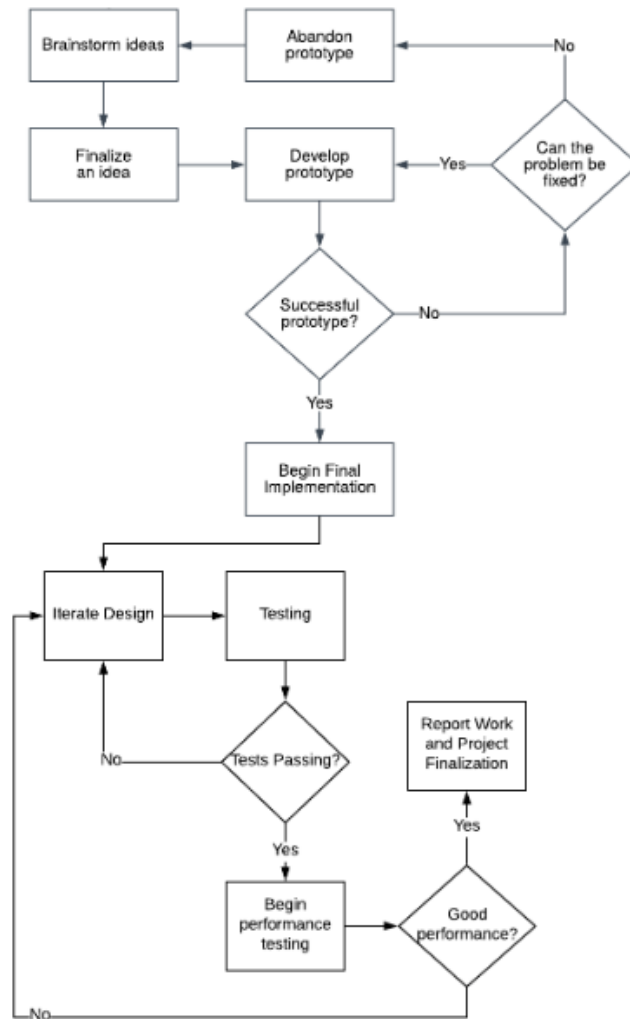 Brainstorm ideas
Abandon
prototype
No
Finalize
an idea
Develop
prototype
Yes
Can the
problem be
fixed?
Successful
prototype?
No
Yes
Begin Final
Implementation
Iterate Design
Testing
Report Work
and Project
Finalization
No
Tests Passing?
Yes
Yes
Begin
performance
testing
Good
performance?
No